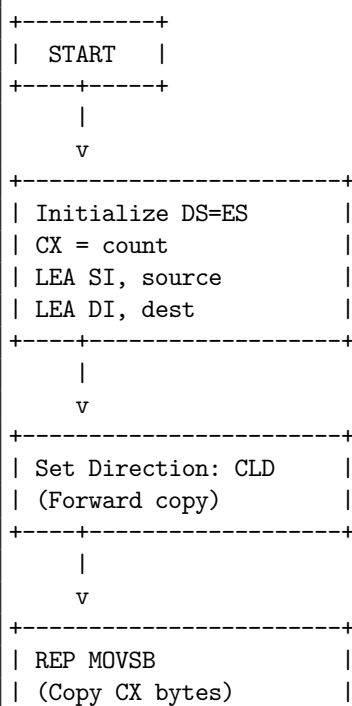 +----------+
|  START   |
+----+-----+
     |
     v
+-------------------------+
| Initialize DS=ES        |
| CX = count              |
| LEA SI, source          |
| LEA DI, dest            |
+----+--------------------+
     |
     v
+-------------------------+
| Set Direction: CLD      |
| (Forward copy)          |
+----+--------------------+
     |
     v
+-------------------------+
| REP MOVSB               |
| (Copy CX bytes)         |